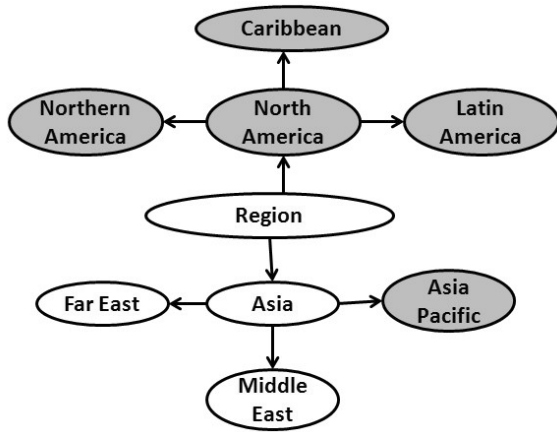 Caribbean
Northern
America
North
America
Latin
America
Region
Far East
Asia
Asia
Pacific
Middle
East